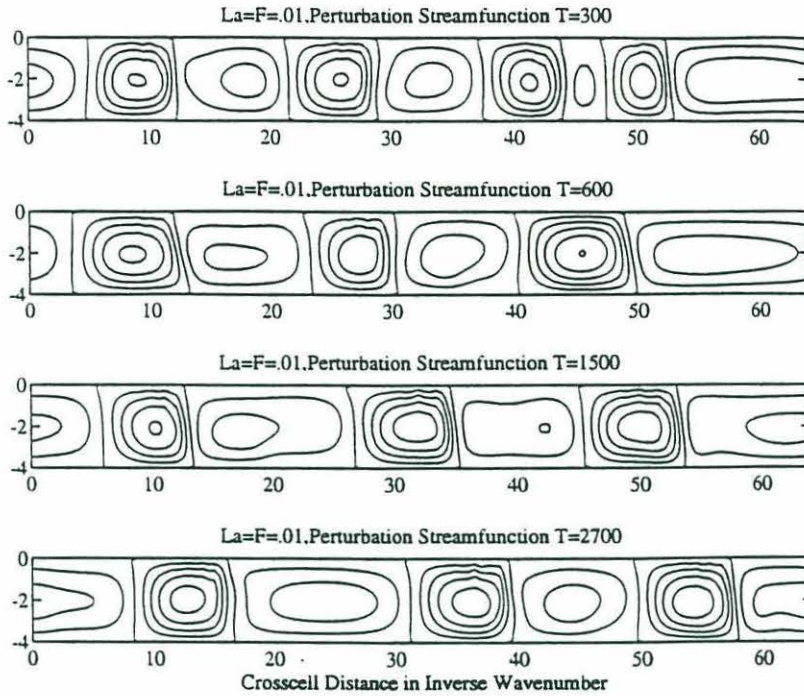 La=F=.01,Perturbation Streamfunction T=300
0
-2
-4
0 10 20 30 40 50 60
La=F=.01,Perturbation Streamfunction T=600
0
-2
-4
0 10 20 30 40 50 60
La=F=.01,Perturbation Streamfunction T=1500
0
-2
-4
0 10 20 30 40 50 60
La=F=.01,Perturbation Streamfunction T=2700
0
-2
-4
0 10 20 30 40 50 60
Crosscell Distance in Inverse Wavenumber